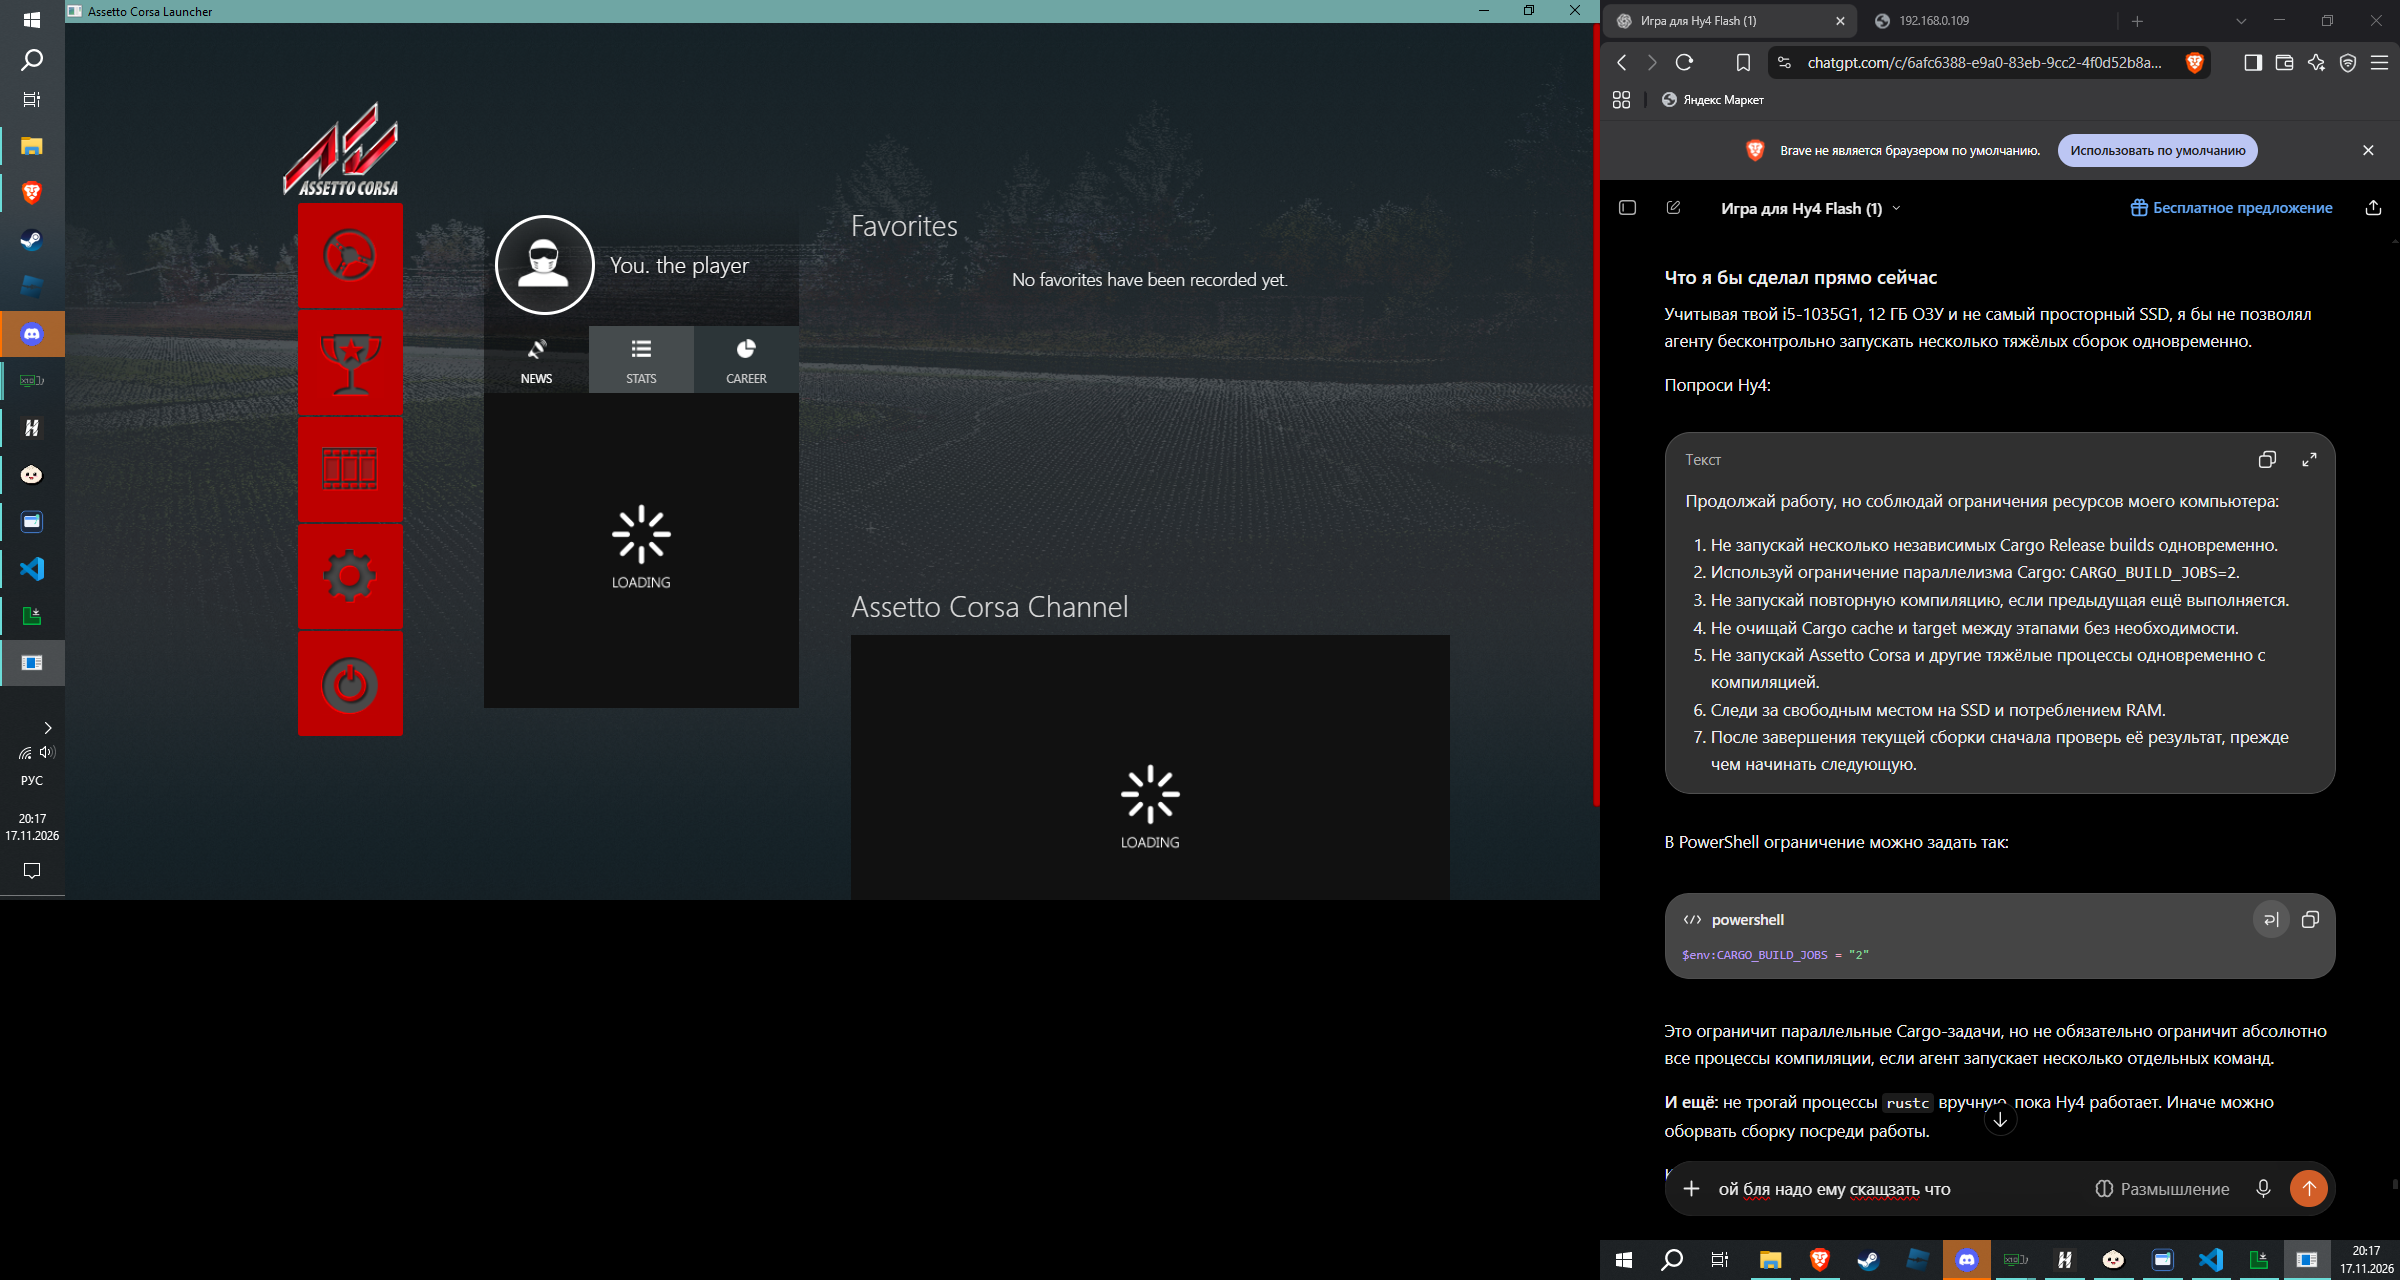 Assetto Corsa Launcher
ASSETTO CORSA
You. the player
NEWS
STATS
CAREER
LOADING
Favorites
No favorites have been recorded yet.
Assetto Corsa Channel
LOADING
РУС
20:17
17.11.2026
Игра для Hy4 Flash (1)
192.168.0.109
chatgpt.com/c/6afc6388-e9a0-83eb-9cc2-4f0d52b8a...
Яндекс Маркет
Brave не является браузером по умолчанию.
Использовать по умолчанию
Игра для Hy4 Flash (1)
Бесплатное предложение
Что я бы сделал прямо сейчас
Учитывая твой i5-1035G1, 12 ГБ ОЗУ и не самый просторный SSD, я бы не позволял
агенту бесконтрольно запускать несколько тяжёлых сборок одновременно.
Попроси Hy4:
Текст
Продолжай работу, но соблюдай ограничения ресурсов моего компьютера:
1. Не запускай несколько независимых Cargo Release builds одновременно.
2. Используй ограничение параллелизма Cargo: CARGO_BUILD_JOBS=2.
3. Не запускай повторную компиляцию, если предыдущая ещё выполняется.
4. Не очищай Cargo cache и target между этапами без необходимости.
5. Не запускай Assetto Corsa и другие тяжёлые процессы одновременно с
компиляцией.
6. Следи за свободным местом на SSD и потреблением RAM.
7. После завершения текущей сборки сначала проверь её результат, прежде
чем начинать следующую.
В PowerShell ограничение можно задать так:
powershell
$env:CARGO_BUILD_JOBS = "2"
Это ограничит параллельные Cargo-задачи, но не обязательно ограничит абсолютно
все процессы компиляции, если агент запускает несколько отдельных команд.
И ещё: не трогай процессы rustc вручную, пока Hy4 работает. Иначе можно
оборвать сборку посреди работы.
ой бля надо ему скащзать что
Размышление
20:17
17.11.2026